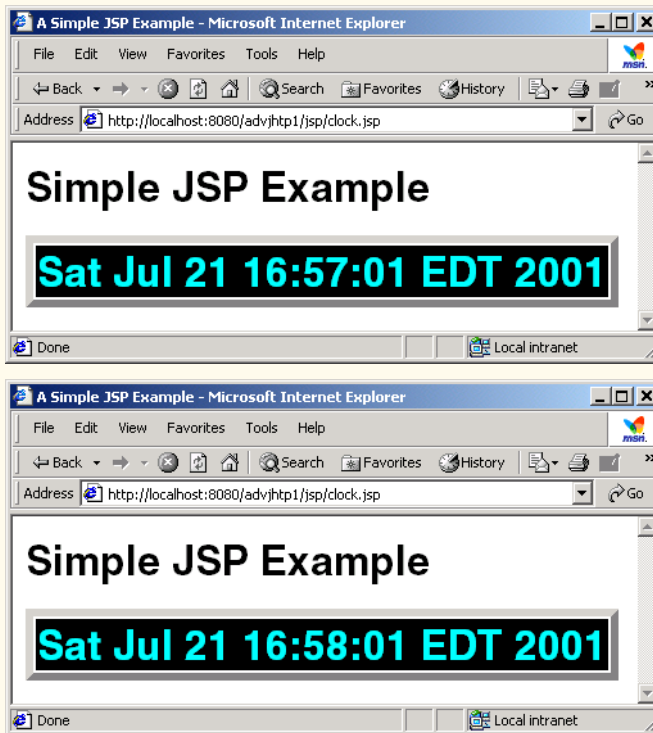 A Simple JSP Example - Microsoft Internet Explorer
File Edit View Favorites Tools Help
msn.
Back Search Favorites History »
Address http://localhost:8080/advjhtp1/jsp/clock.jsp Go
Simple JSP Example
Sat Jul 21 16:57:01 EDT 2001
Done Local intranet
A Simple JSP Example - Microsoft Internet Explorer
File Edit View Favorites Tools Help
msn.
Back Search Favorites History »
Address http://localhost:8080/advjhtp1/jsp/clock.jsp Go
Simple JSP Example
Sat Jul 21 16:58:01 EDT 2001
Done Local intranet